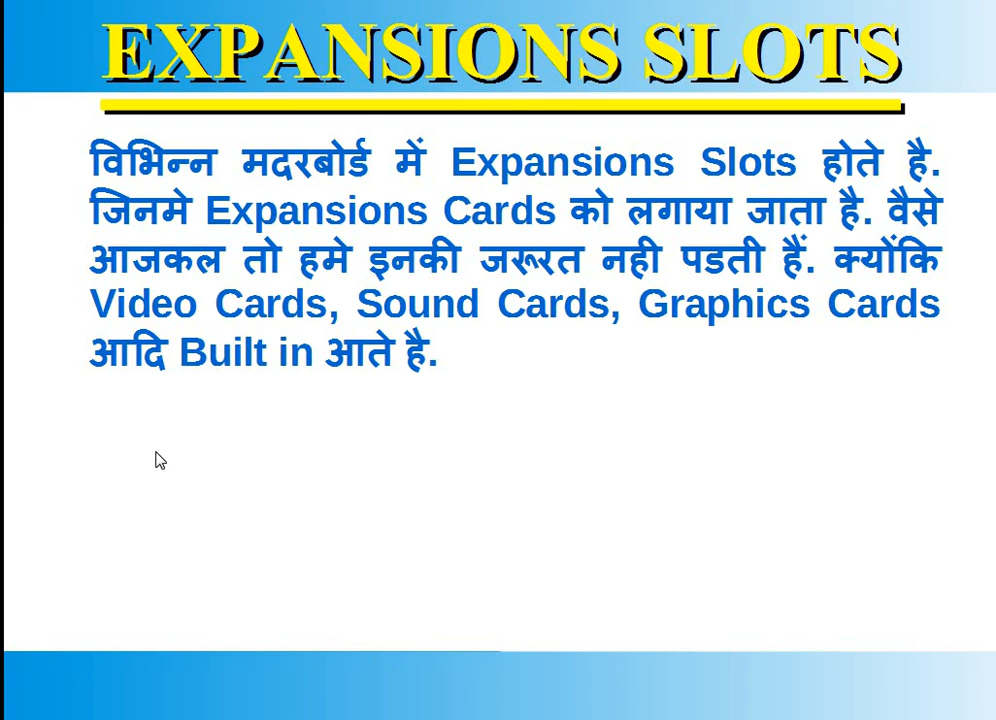 EXPANSIONS SLOTS
विभिन्न मदरबोर्ड में Expansions Slots होते है.
जिनमे Expansions Cards को लगाया जाता है. वैसे
आजकल तो हमे इनकी जरूरत नही पडती हैं. क्योंकि
Video Cards, Sound Cards, Graphics Cards
आदि Built in आते है.